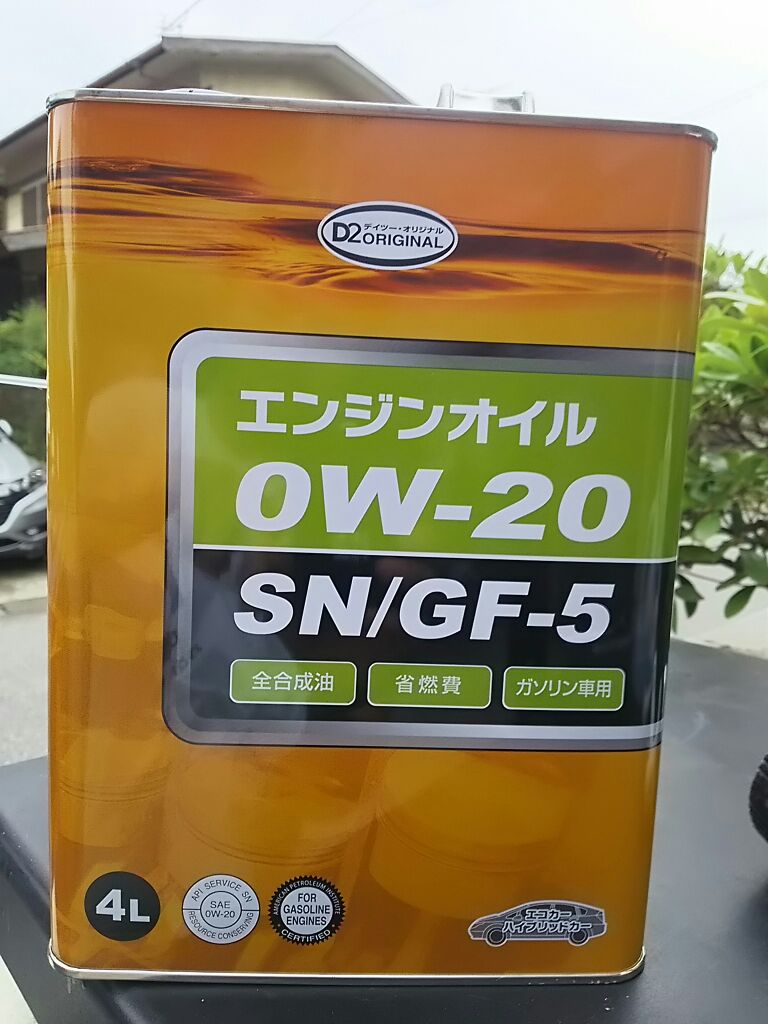 デイツー・オリジナル
D2 ORIGINAL
エンジンオイル
0W-20
SN/GF-5
全合成油 省燃費 ガソリン車用
4L
API SERVICE SN
SAE
0W-20
RESOURCE CONSERVING
AMERICAN PETROLEUM INSTITUTE
FOR
GASOLINE
ENGINES
CERTIFIED
エコカー
ハイブリッドカー